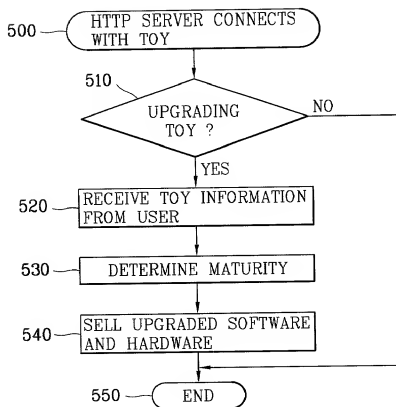 500
HTTP SERVER CONNECTS
WITH TOY
510
UPGRADING
TOY ?
NO
YES
520
RECEIVE TOY INFORMATION
FROM USER
530
DETERMINE MATURITY
540
SELL UPGRADED SOFTWARE
AND HARDWARE
550
END